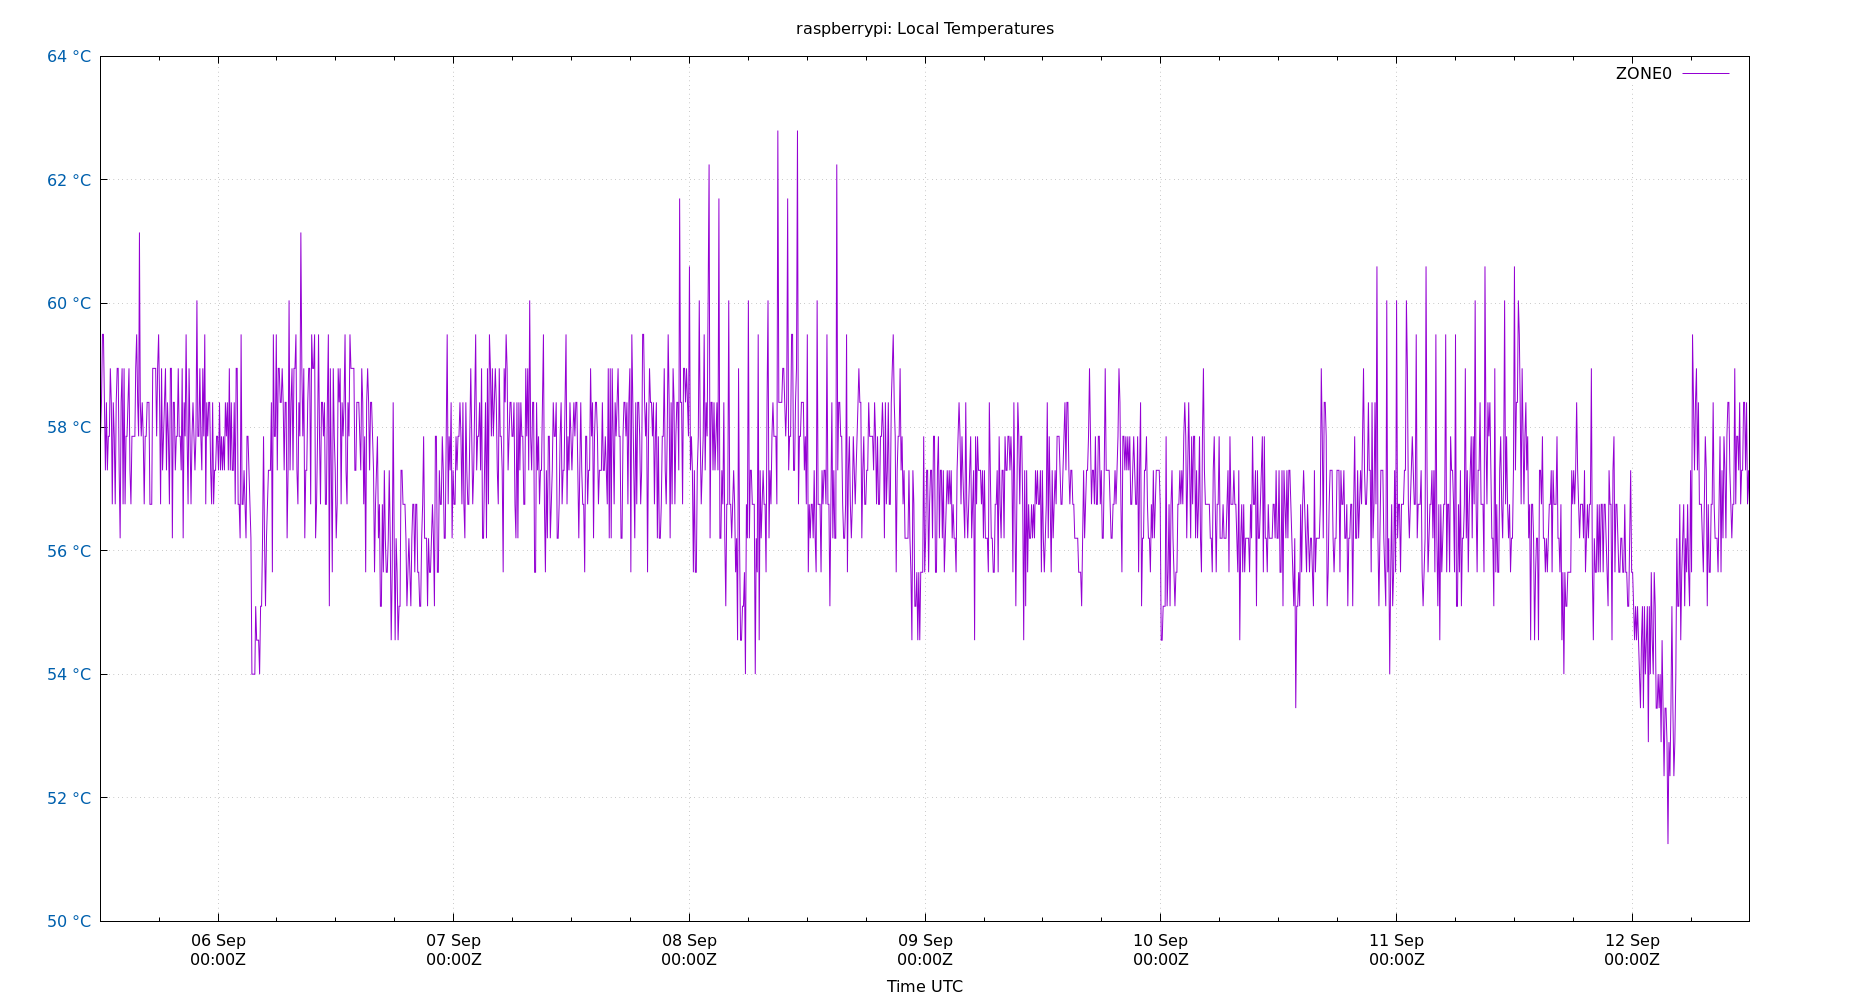 raspberrypi: Local Temperatures
64 °C
ZONE0
62 °C
60 °C
58 °C
56 °C
54 °C
52 °C
50 °C
06 Sep 07 Sep 08 Sep 09 Sep 10 Sep 11 Sep 12 Sep
00:00Z 00:00Z 00:00Z 00:00Z 00:00Z 00:00Z 00:00Z
Time UTC